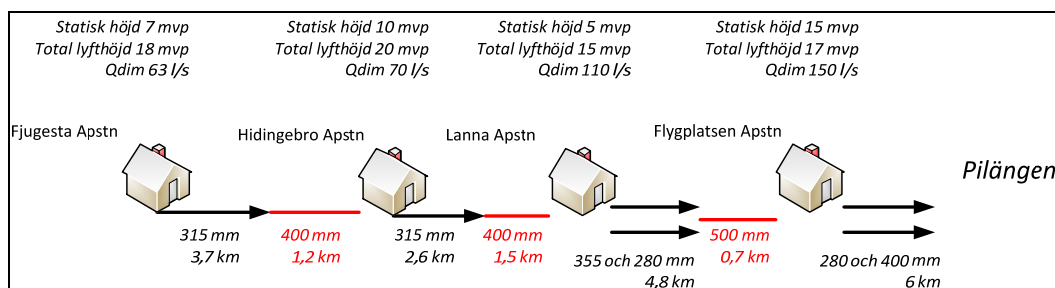 Statisk höjd 7 mvp
Total lyfthöjd 18 mvp
Qdim 63 l/s
Statisk höjd 10 mvp
Total lyfthöjd 20 mvp
Qdim 70 l/s
Statisk höjd 5 mvp
Total lyfthöjd 15 mvp
Qdim 110 l/s
Statisk höjd 15 mvp
Total lyfthöjd 17 mvp
Qdim 150 l/s
Fjugesta Apstn
Hidingebro Apstn
Lanna Apstn
Flygplatsen Apstn
Pilängen
315 mm
3,7 km
400 mm
1,2 km
315 mm
2,6 km
400 mm
1,5 km
355 och 280 mm
4,8 km
500 mm
0,7 km
280 och 400 mm
6 km